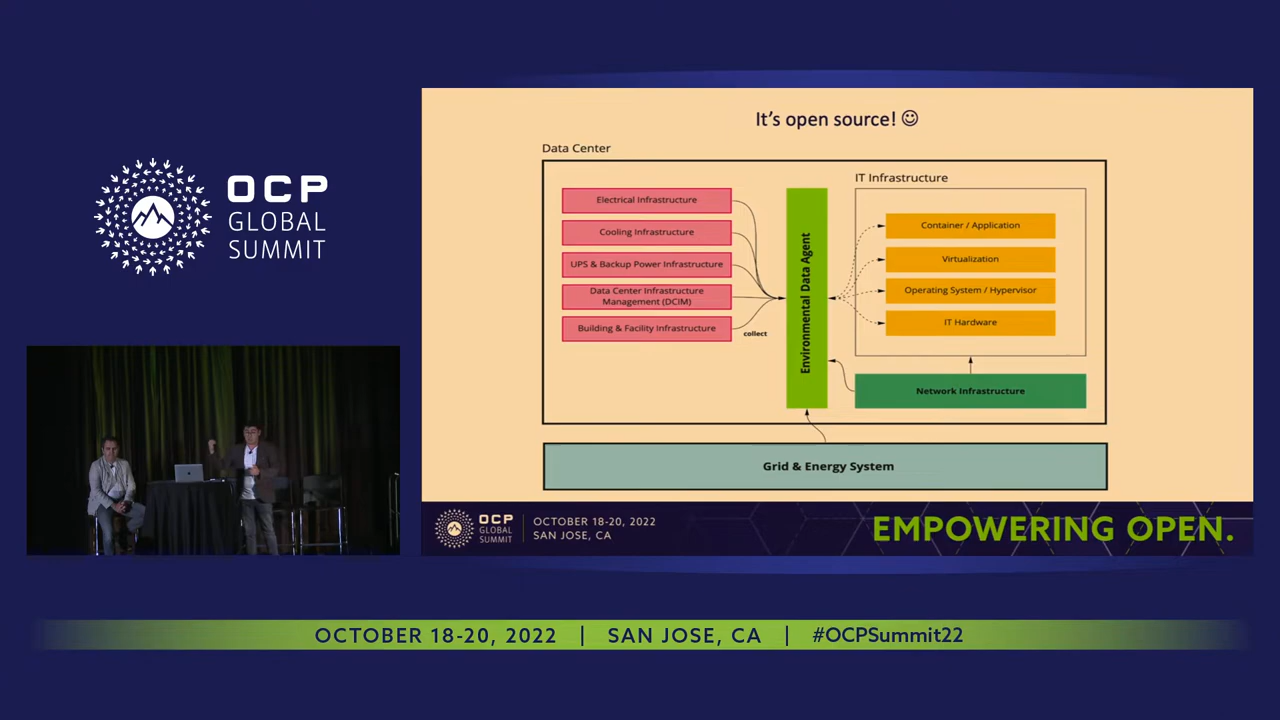 OCP
GLOBAL
SUMMIT
It's open source! ☺
Data Center
IT Infrastructure
Electrical Infrastructure
Cooling Infrastructure
UPS & Backup Power Infrastructure
Data Center Infrastructure
Management (DCIM)
Building & Facility Infrastructure
collect
Environmental Data Agent
Container / Application
Virtualization
Operating System / Hypervisor
IT Hardware
Network Infrastructure
Grid & Energy System
OCP
GLOBAL
SUMMIT
OCTOBER 18-20, 2022
SAN JOSE, CA
EMPOWERING OPEN.
OCTOBER 18-20, 2022 | SAN JOSE, CA | #OCPSummit22